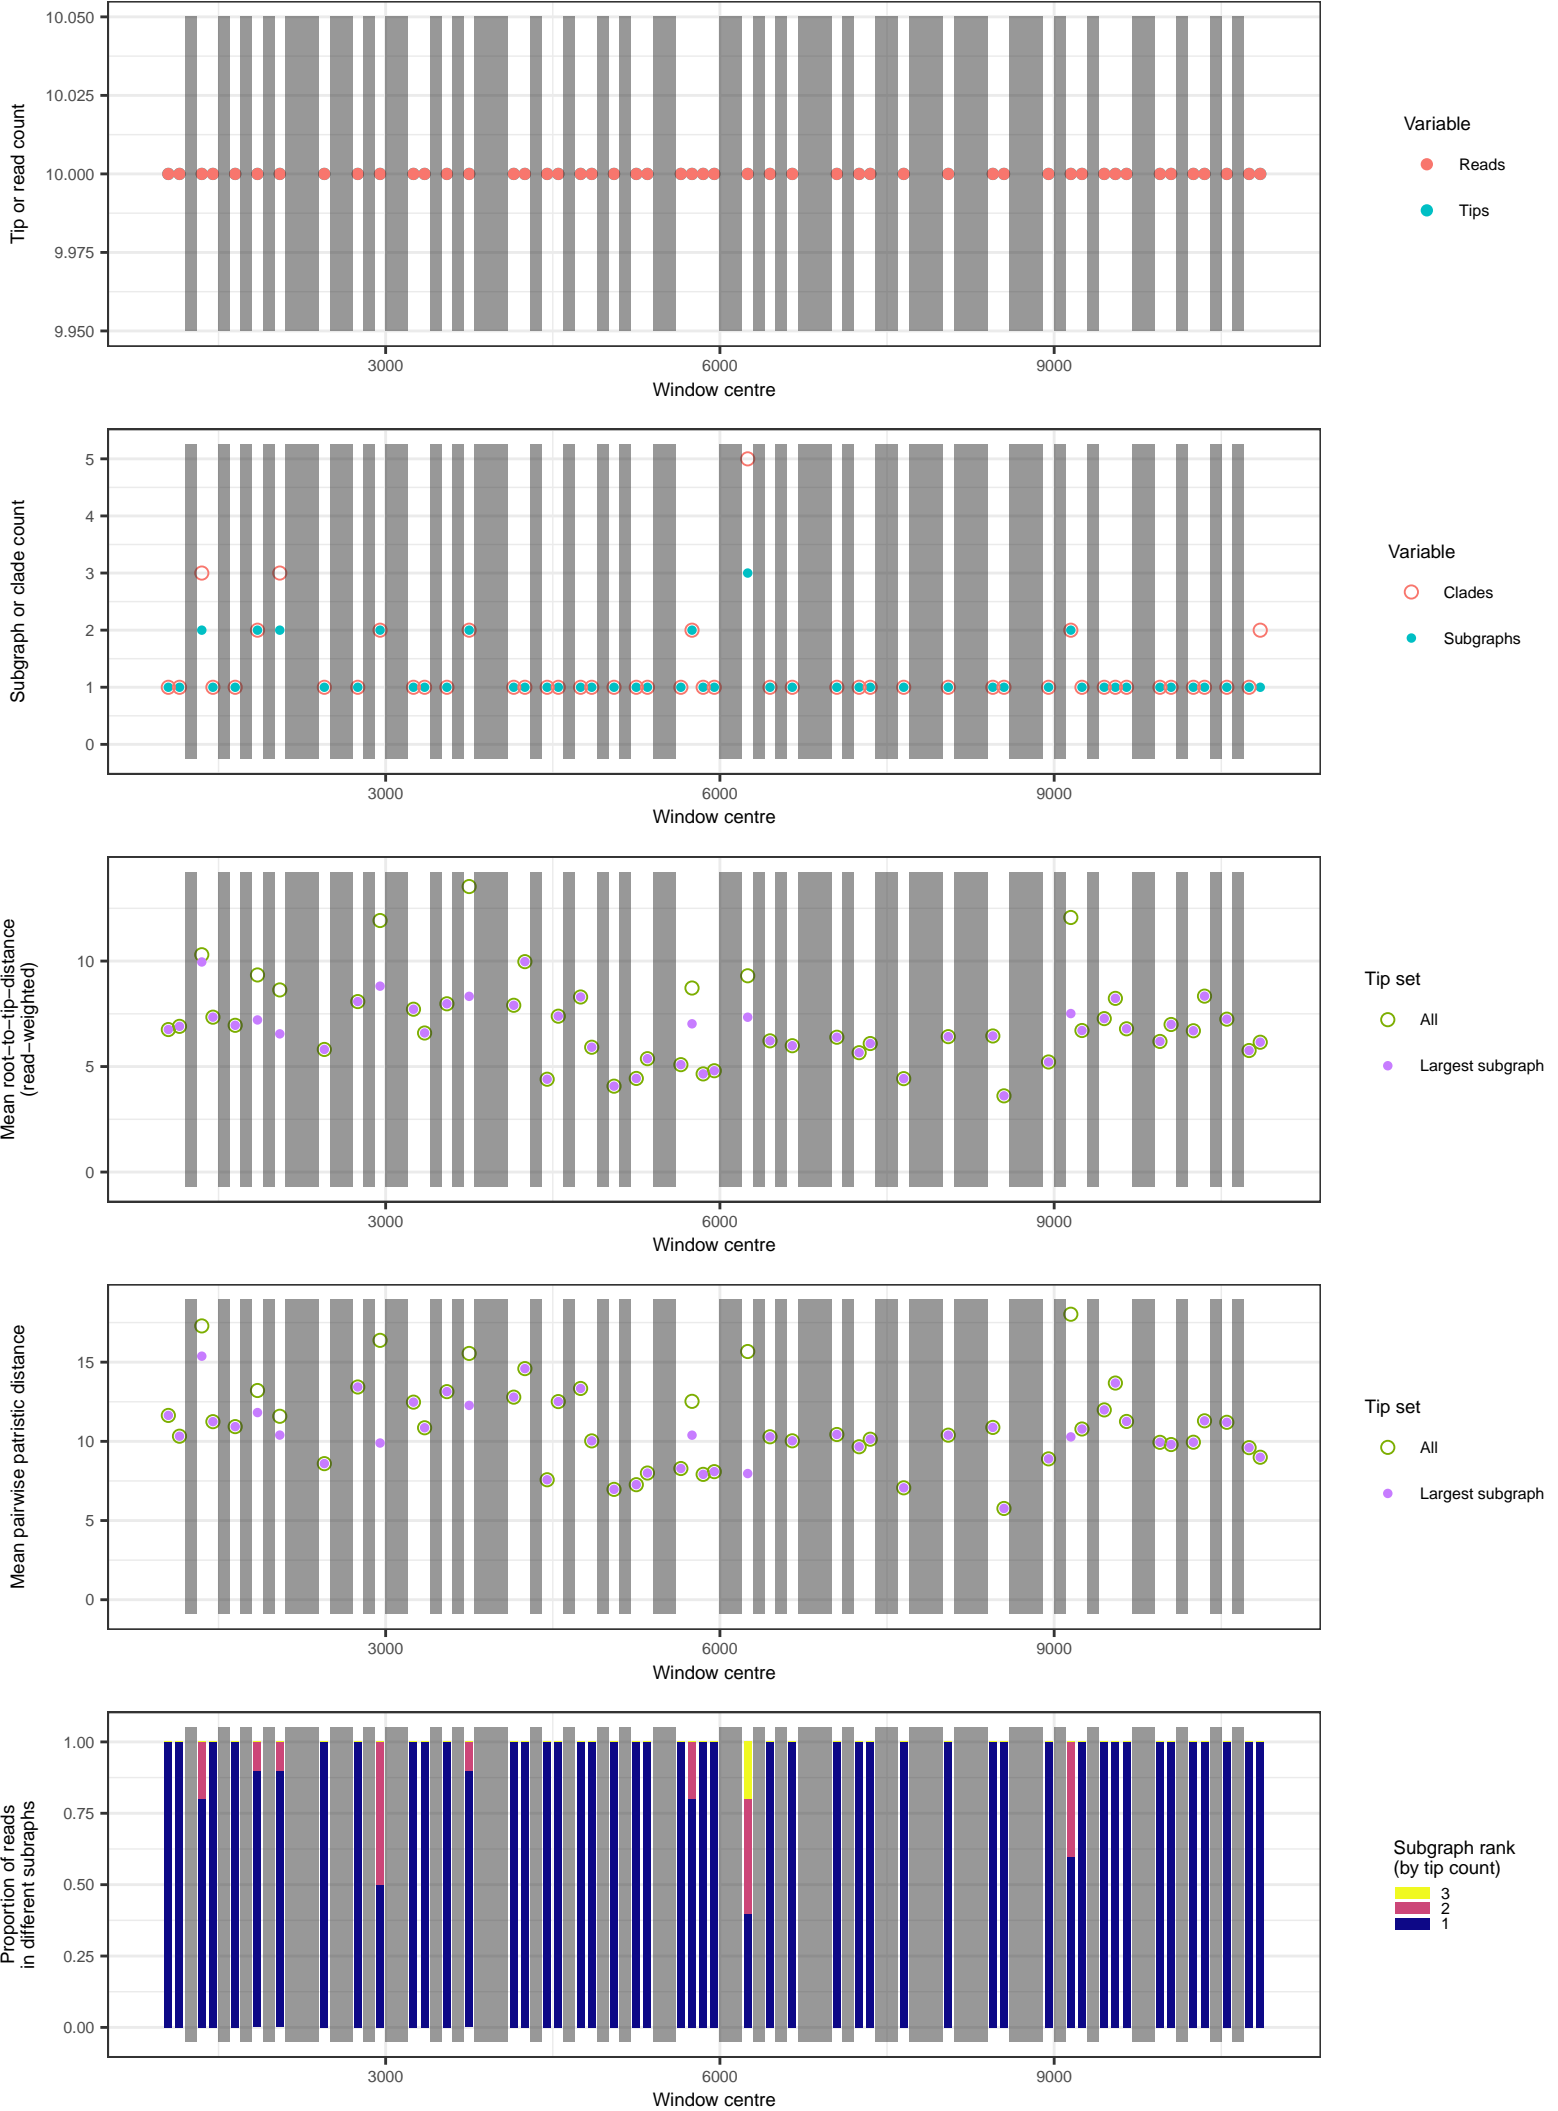 10.050
10.025
10.000
9.975
9.950
Tip or read count
3000
6000
9000
Window centre
Variable
Reads
Tips
5
4
3
2
1
0
Subgraph or clade count
3000
6000
9000
Window centre
Variable
Clades
Subgraphs
10
5
0
Mean root−to−tip−distance
(read−weighted)
3000
6000
9000
Window centre
Tip set
All
Largest subgraph
15
10
5
0
Mean pairwise patristic distance
3000
6000
9000
Window centre
Tip set
All
Largest subgraph
1.00
0.75
0.50
0.25
0.00
Proportion of reads
in different subraphs
3000
6000
9000
Window centre
Subgraph rank
(by tip count)
3
2
1